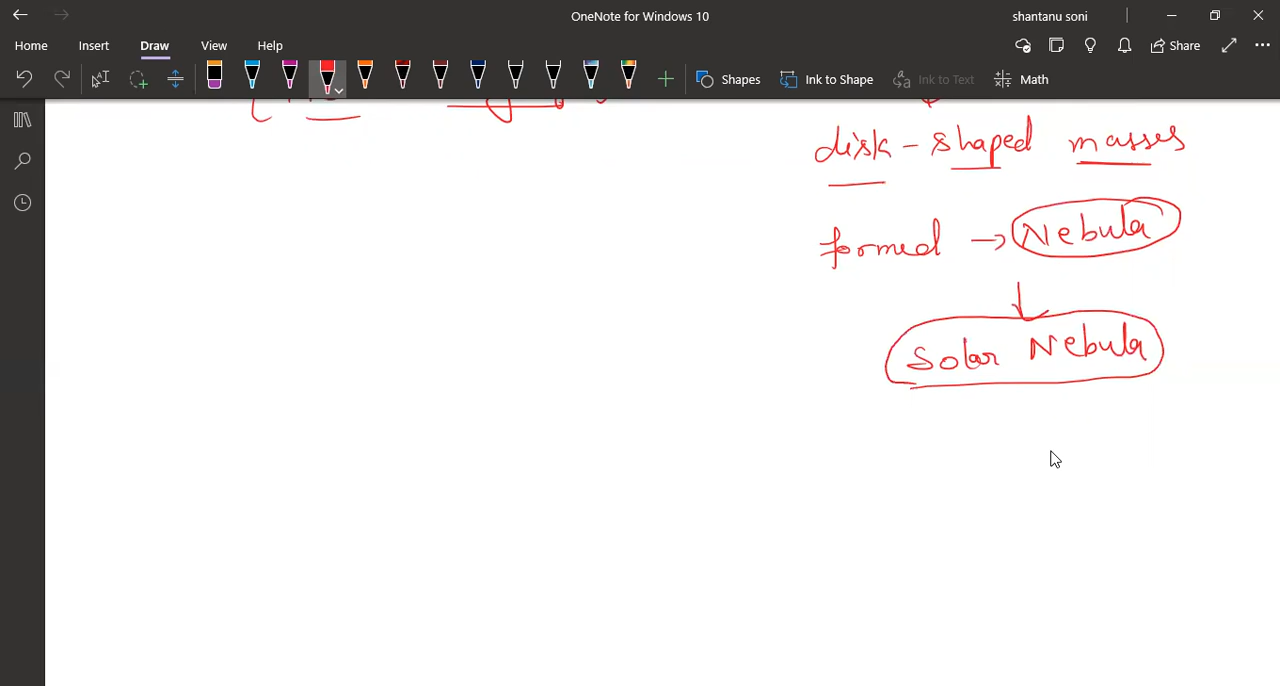 OneNote for Windows 10
shantanu soni
Home Insert Draw View Help
Share
Shapes Ink to Shape Ink to Text Math
disk - shaped masses
formed → Nebula
↓
Solar Nebula